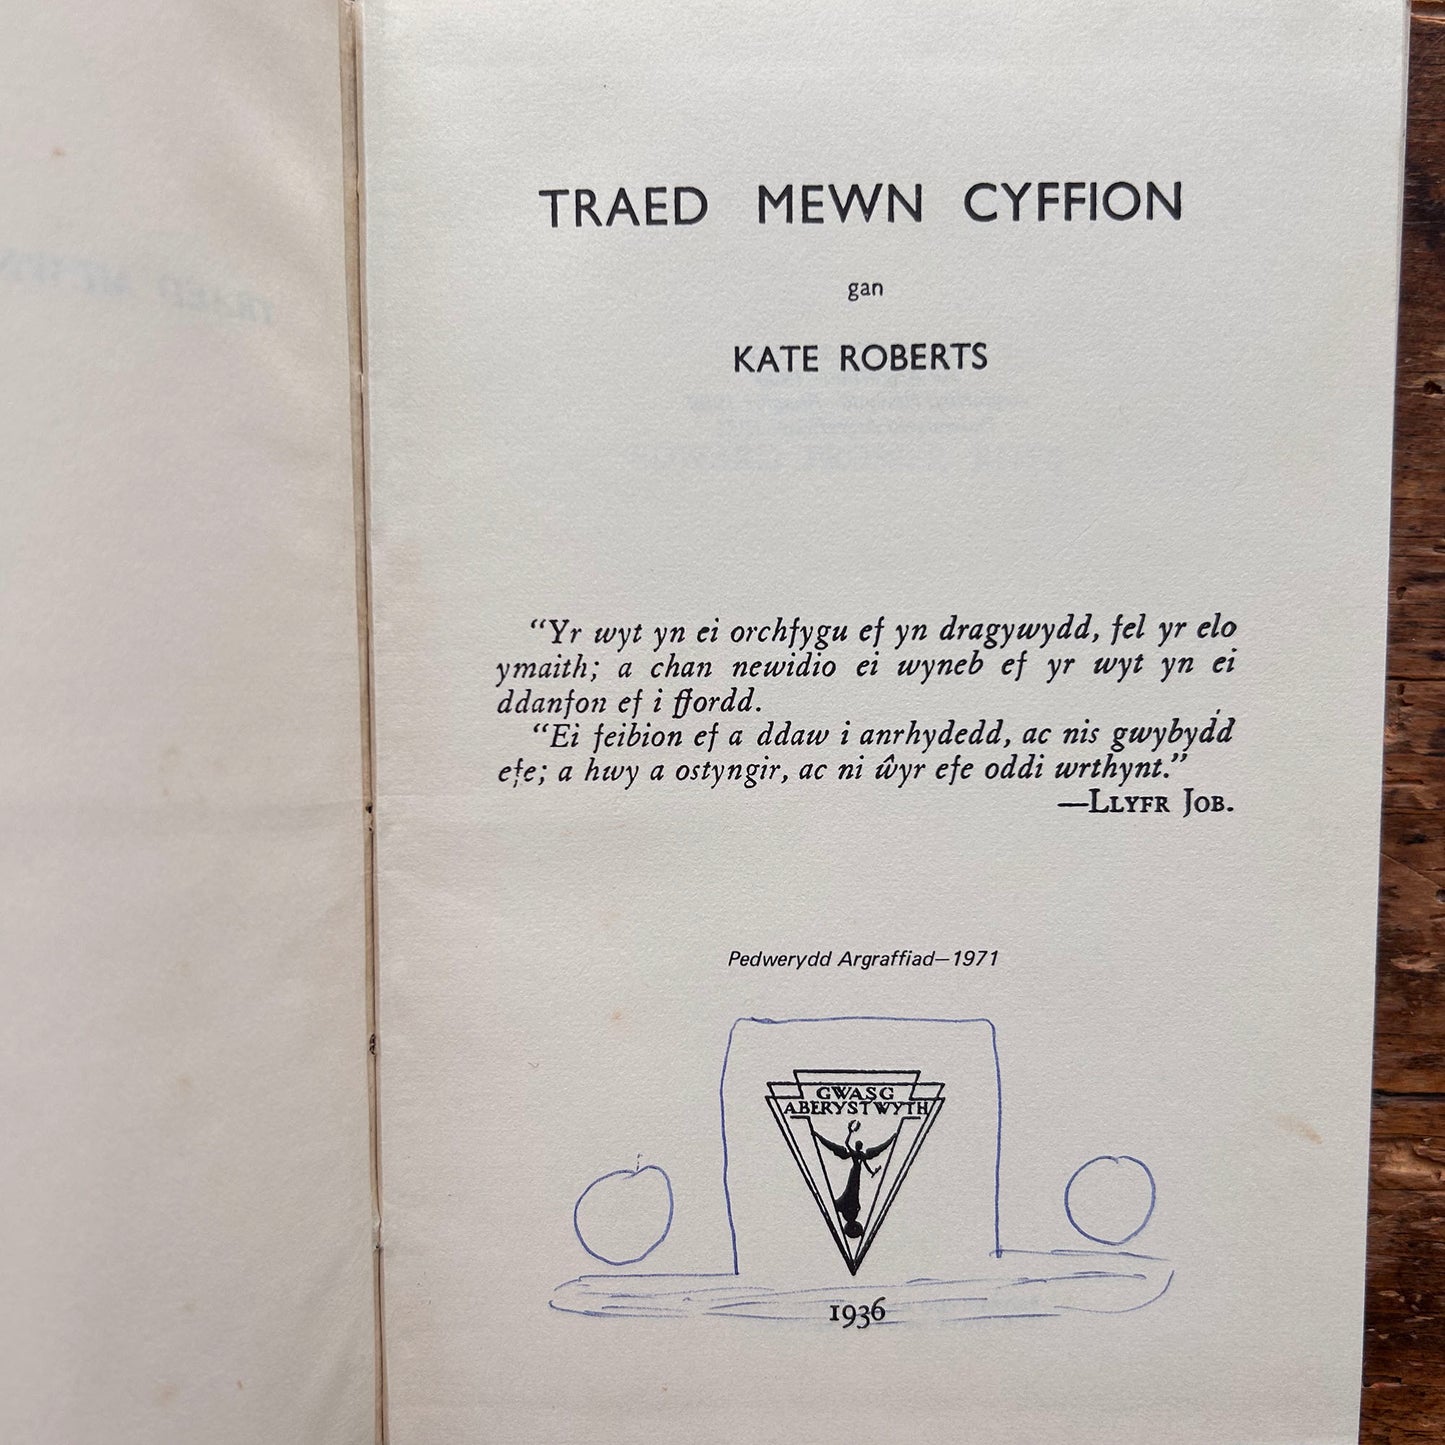 TRAED MEWN CYFFION
gan
KATE ROBERTS
"Yr wyt yn ei orchfygu ef yn dragywydd, fel yr elo
ymaith; a chan newidio ei wyneb ef yr wyt yn ei
ddanfon ef i ffordd.
"Ei feibion ef a ddaw i anrhydedd, ac nis gwybydd
efe; a hwy a ostyngir, ac ni ŵyr efe oddi wrthynt."
—LLYFR JOB.
Pedwerydd Argraffiad—1971
GWASG
ABERYSTWYTH
1936